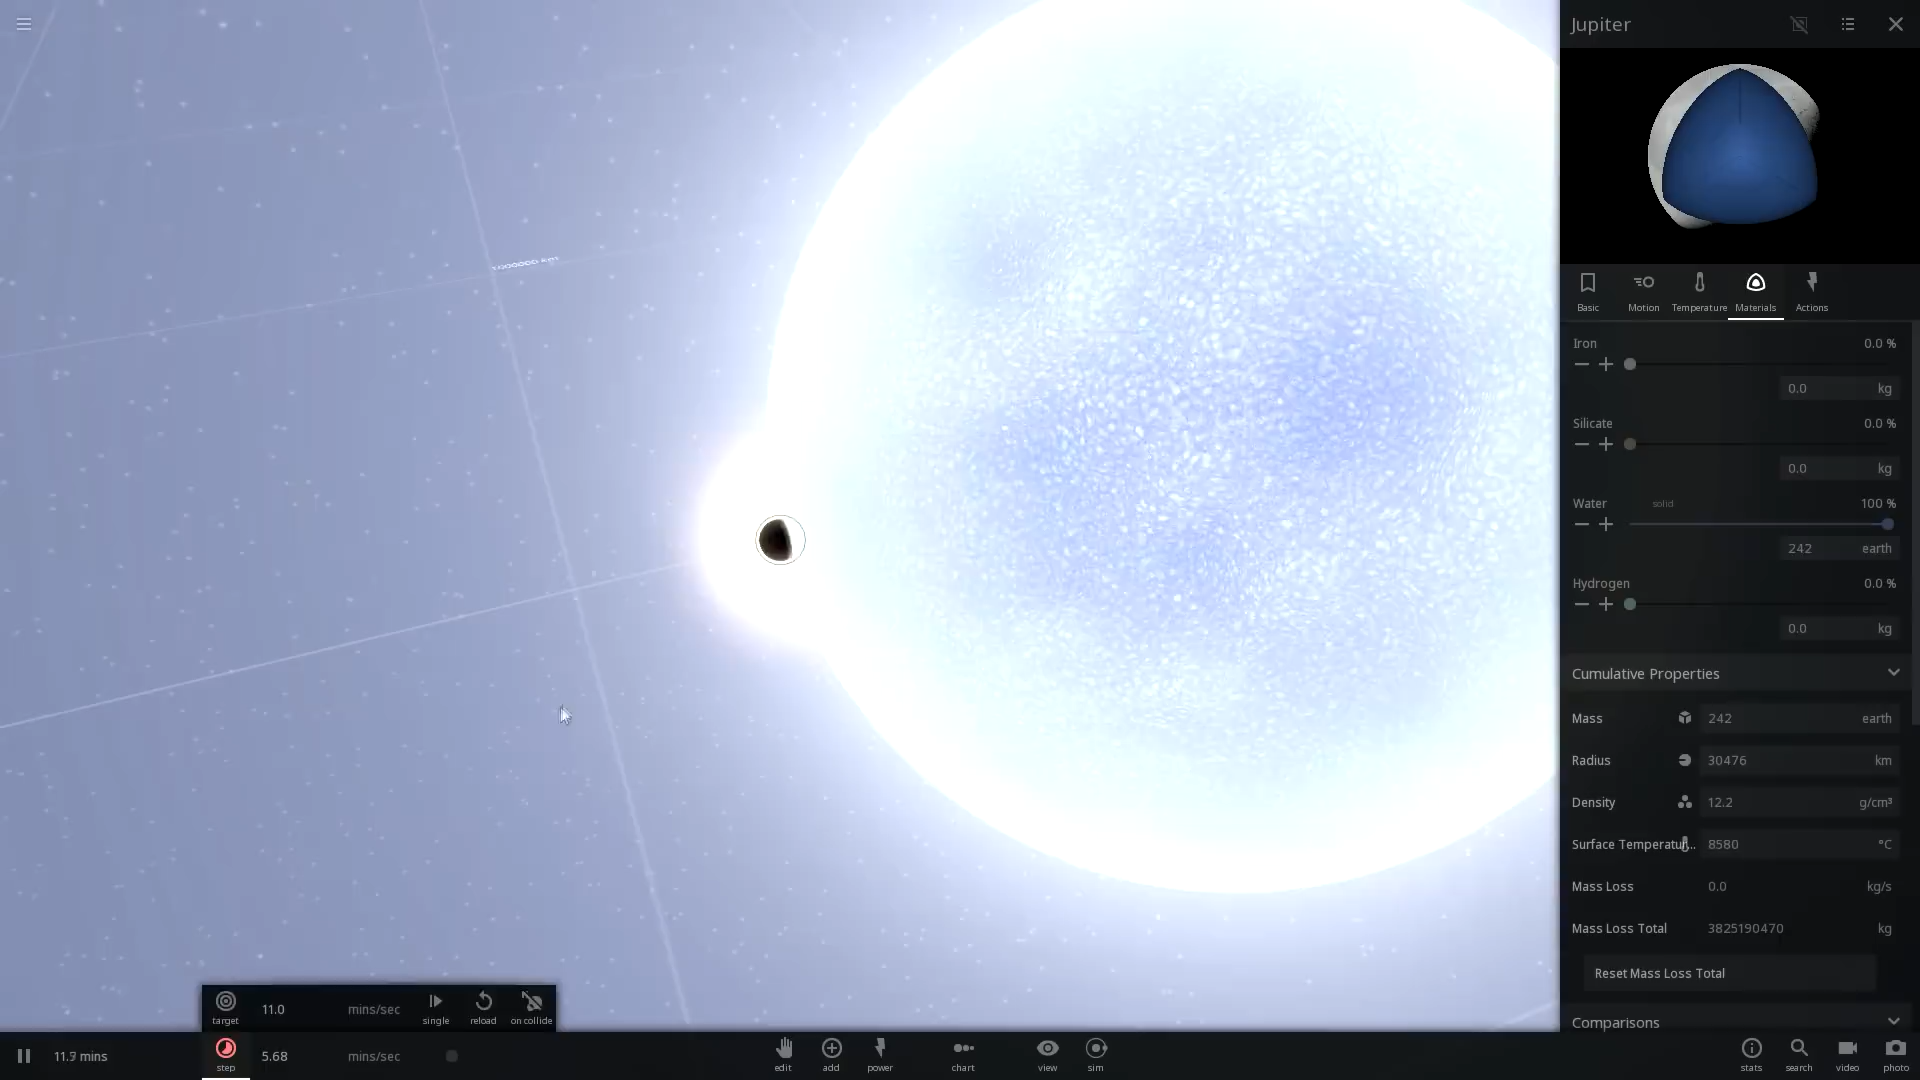 Jupiter
1000000 km
Basic
Motion
Temperature
Materials
Actions
Iron 0.0 %
0.0 kg
Silicate 0.0 %
0.0 kg
Water solid 100 %
242 earth
Hydrogen 0.0 %
0.0 kg
Cumulative Properties
Mass 242 earth
Radius 30476 km
Density 12.2 g/cm³
Surface Temperatur... 8580 °C
Mass Loss 0.0 kg/s
Mass Loss Total 3825190470 kg
Reset Mass Loss Total
Comparisons
target 11.0 mins/sec single reload on collide
mins step 5.68 mins/sec edit add power chart view sim stats search video photo